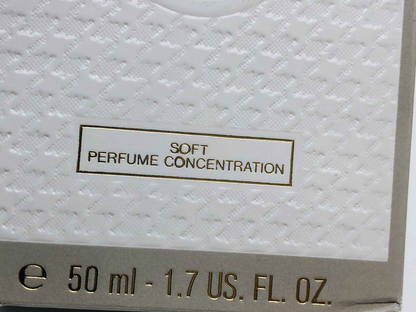 SOFT
PERFUME CONCENTRATION
℮ 50 ml - 1.7 US. FL. OZ.